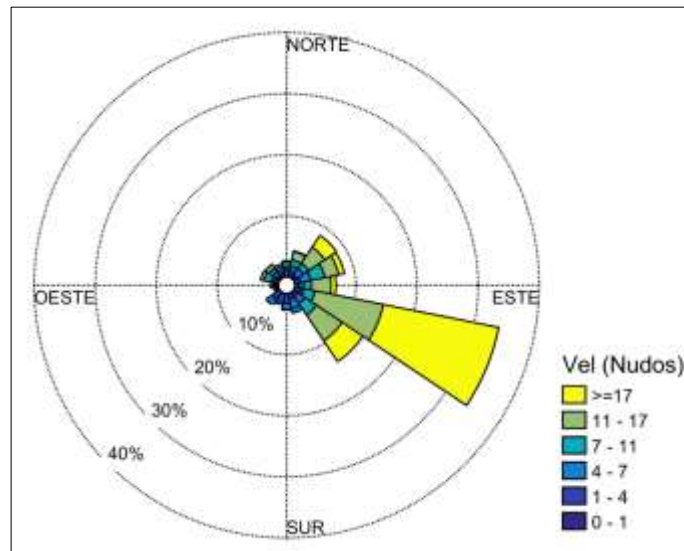 NORTE
OESTE
ESTE
10%
20%
30%
40%
SUR
Vel (Nudos)
>=17
11 - 17
7 - 11
4 - 7
1 - 4
0 - 1